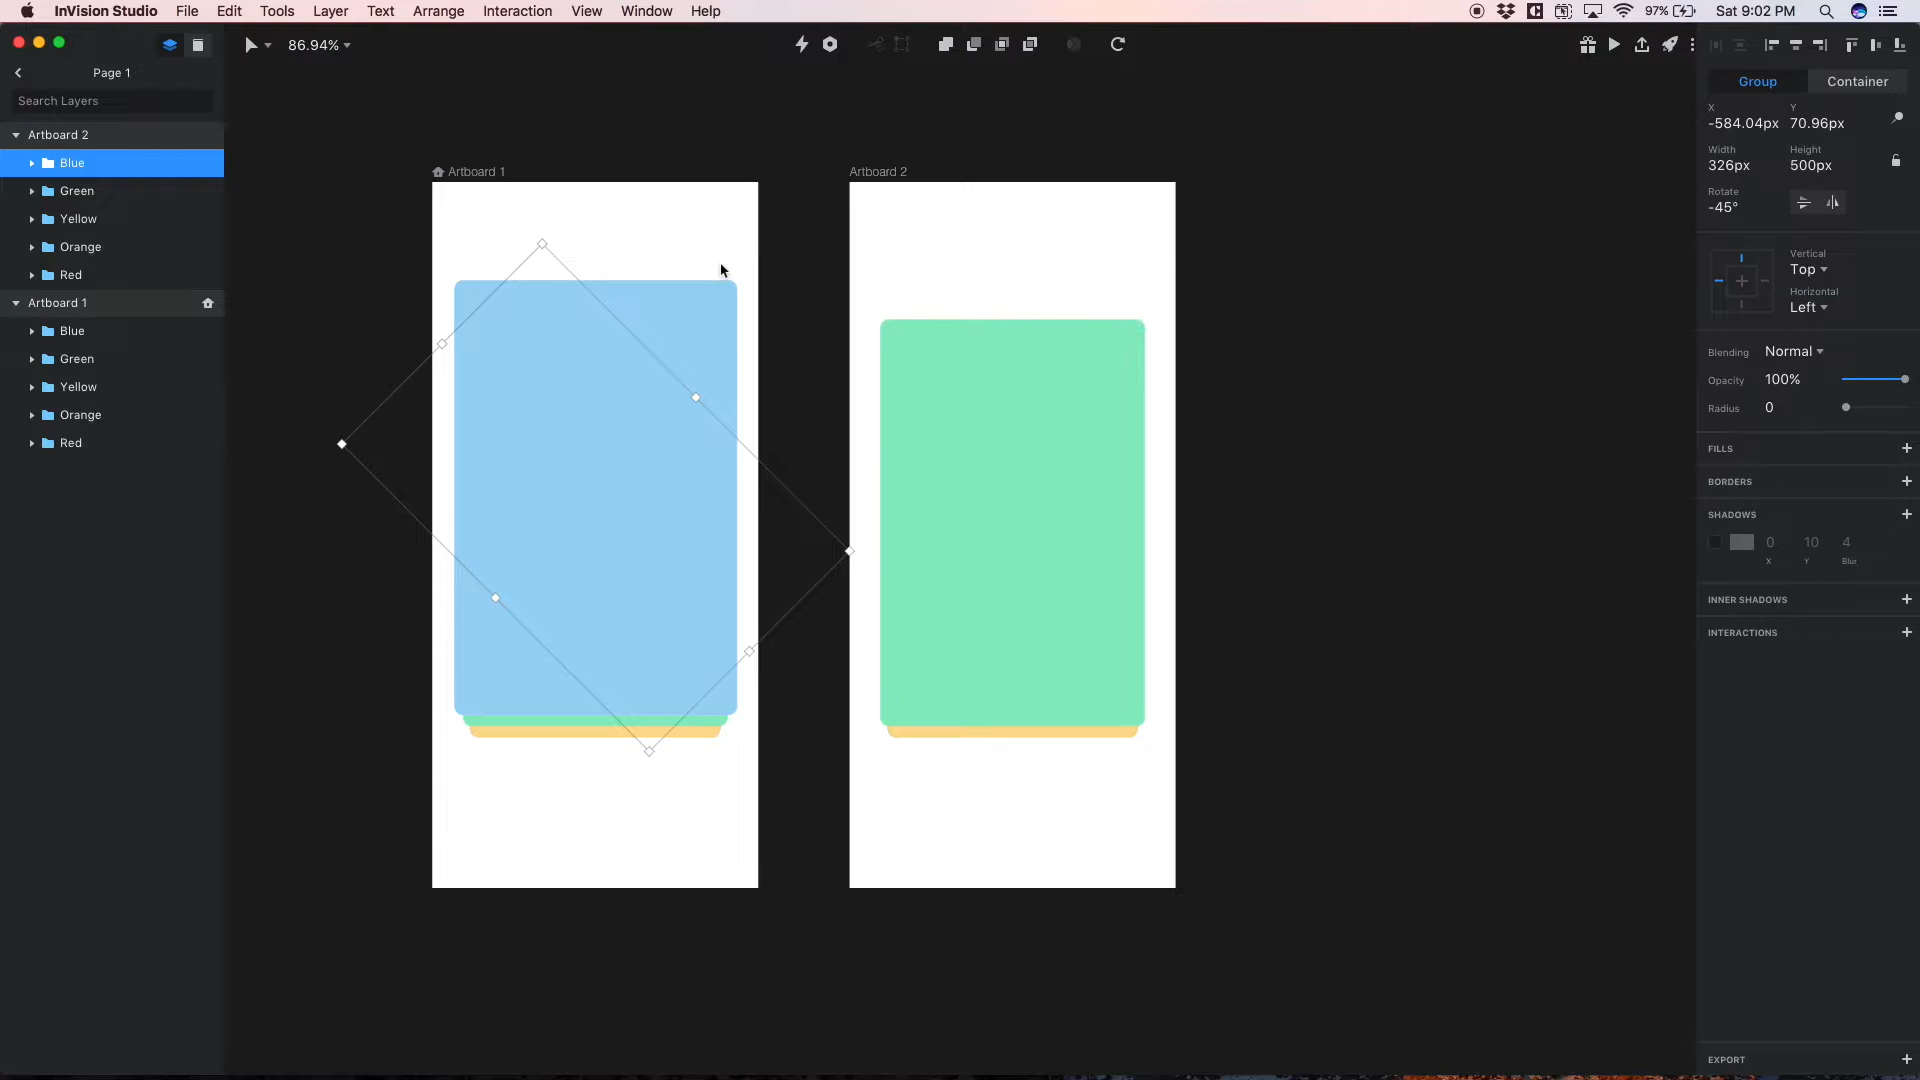 InVision Studio File Edit Tools Layer Text Arrange Interaction View Window Help 97% Sat 9:02 PM
86.94%
Page 1
Search Layers
Artboard 2
Blue
Green
Yellow
Orange
Red
Artboard 1
Blue
Green
Yellow
Orange
Red
Artboard 1
Artboard 2
Group Container
X Y
-584.04px 70.96px
Width Height
326px 500px
Rotate
-45°
Vertical
Top
Horizontal
Left
Blending Normal
Opacity 100%
Radius 0
FILLS
BORDERS
SHADOWS
0 10 4
X Y Blur
INNER SHADOWS
INTERACTIONS
EXPORT